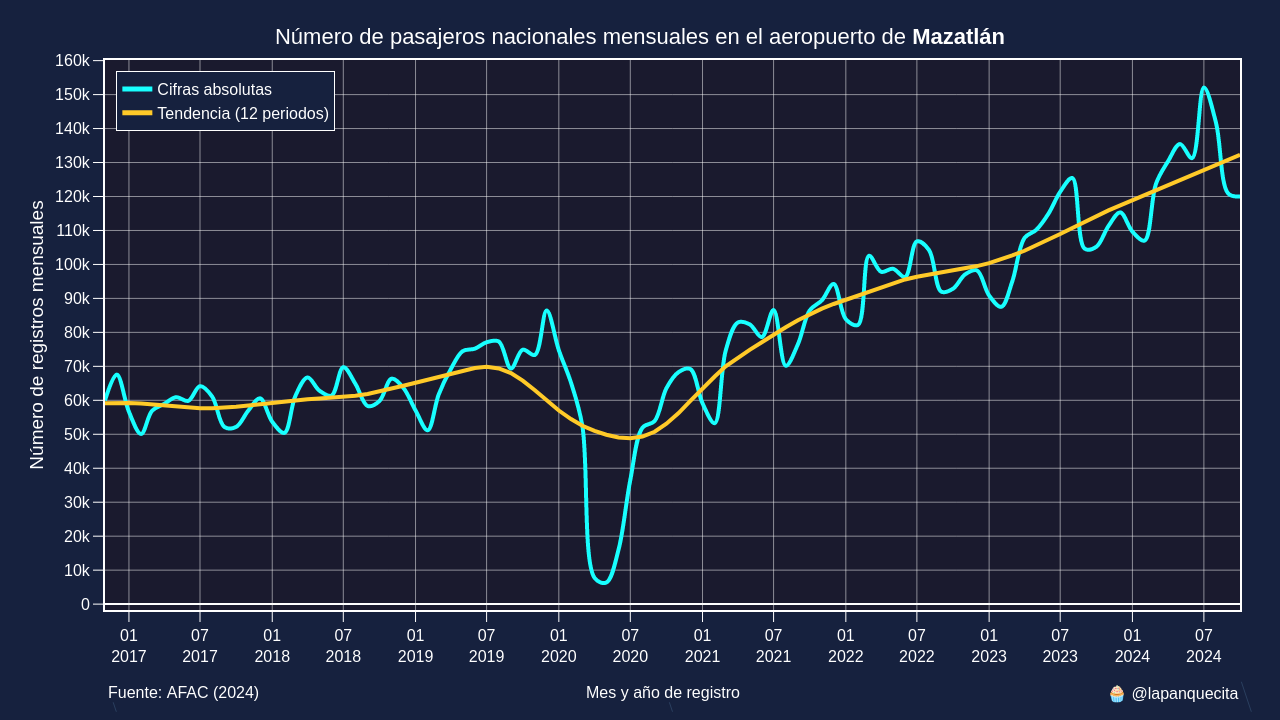 Número de pasajeros nacionales mensuales en el aeropuerto de Mazatlán
Cifras absolutas
Tendencia (12 periodos)
Número de registros mensuales
160k
150k
140k
130k
120k
110k
100k
90k
80k
70k
60k
50k
40k
30k
20k
10k
0
01 07 01 07 01 07 01 07 01 07 01 07 01 07 01 07
2017 2017 2018 2018 2019 2019 2020 2020 2021 2021 2022 2022 2023 2023 2024 2024
Fuente: AFAC (2024) Mes y año de registro 🧁 @lapanquecita